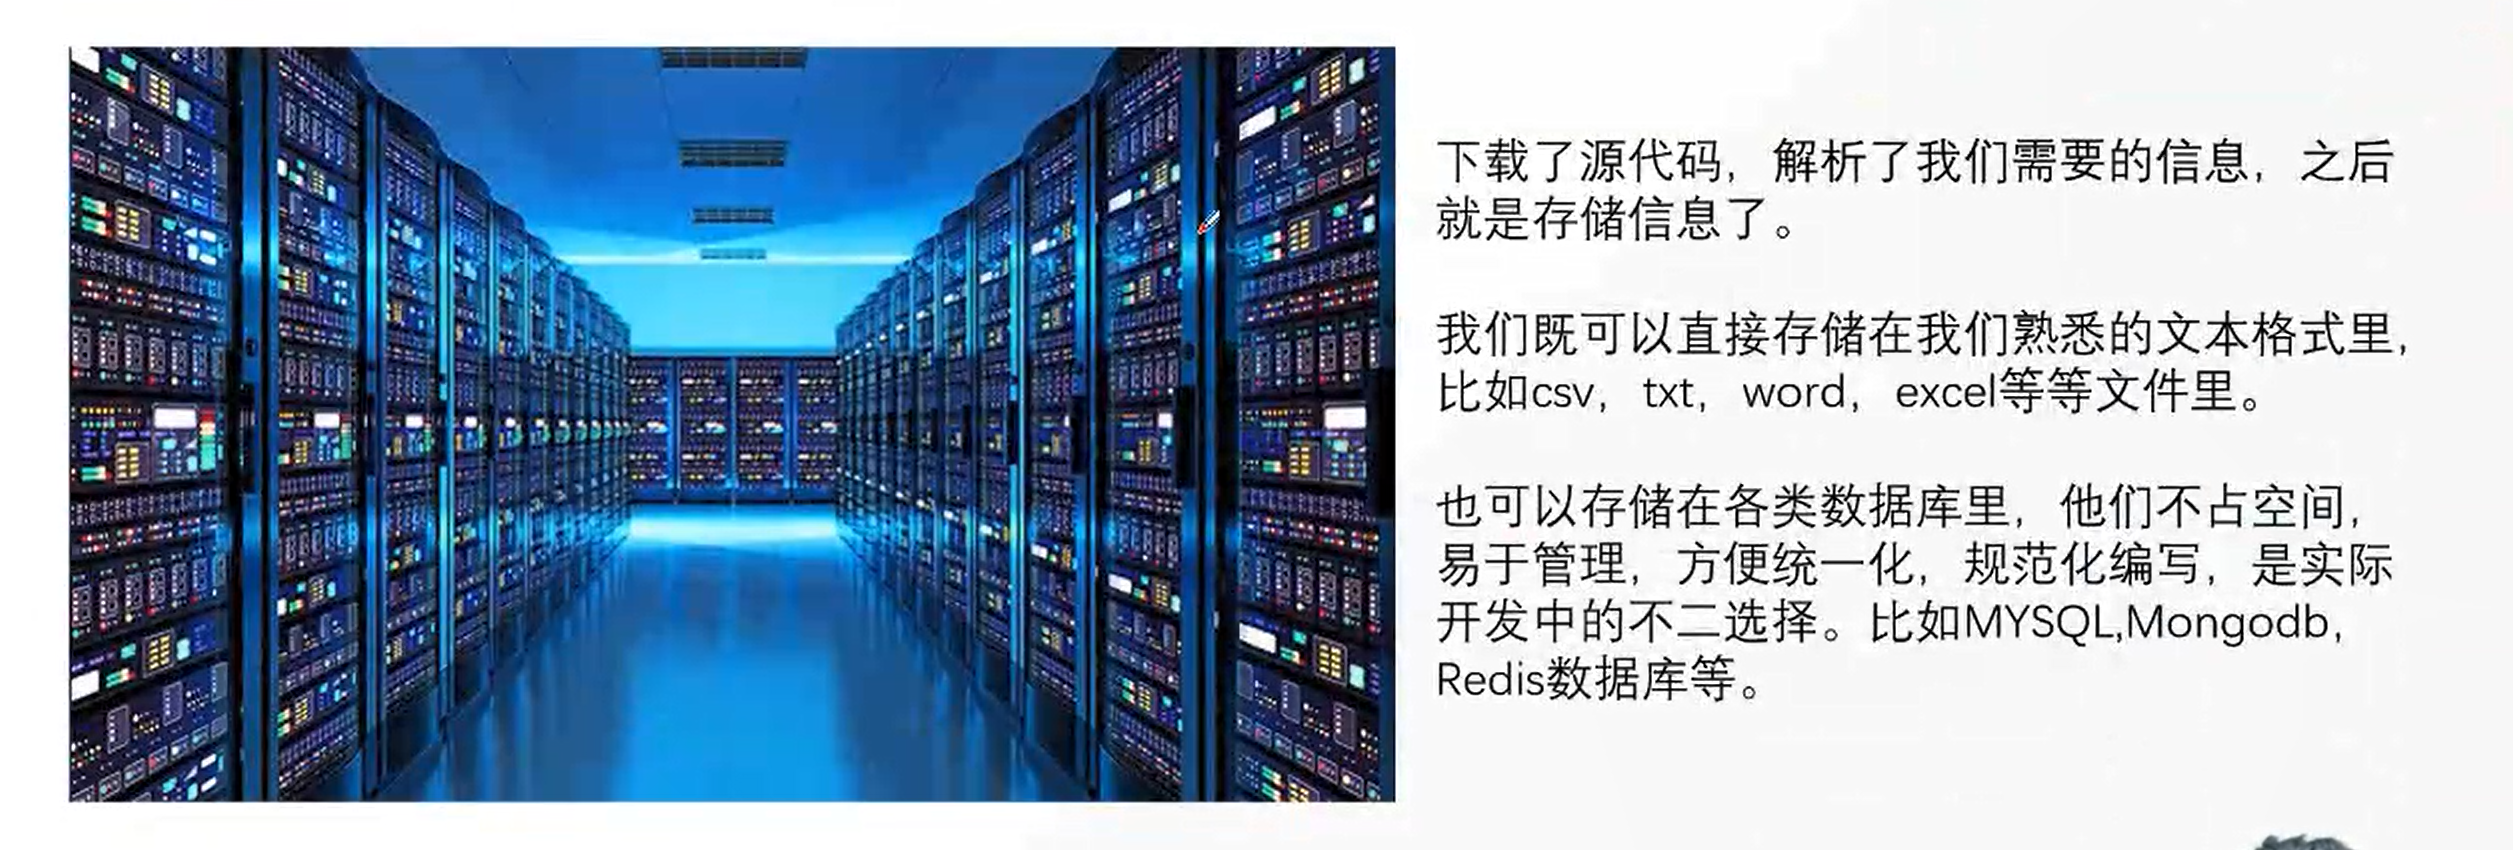 下载了源代码，解析了我们需要的信息，之后
就是存储信息了。
我们既可以直接存储在我们熟悉的文本格式里，
比如csv，txt，word，excel等等文件里。
也可以存储在各类数据库里，他们不占空间，
易于管理，方便统一化，规范化编写，是实际
开发中的不二选择。比如MYSQL,Mongodb，
Redis数据库等。